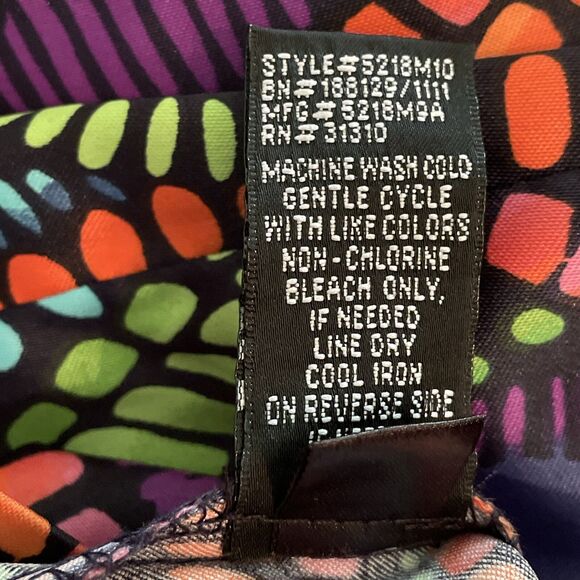 STYLE# 5218M10
BN# 188129/1111
MFG# 5218M9A
RN# 31310
MACHINE WASH COLD
GENTLE CYCLE
WITH LIKE COLORS
NON-CHLORINE
BLEACH ONLY,
IF NEEDED
LINE DRY
COOL IRON
ON REVERSE SIDE